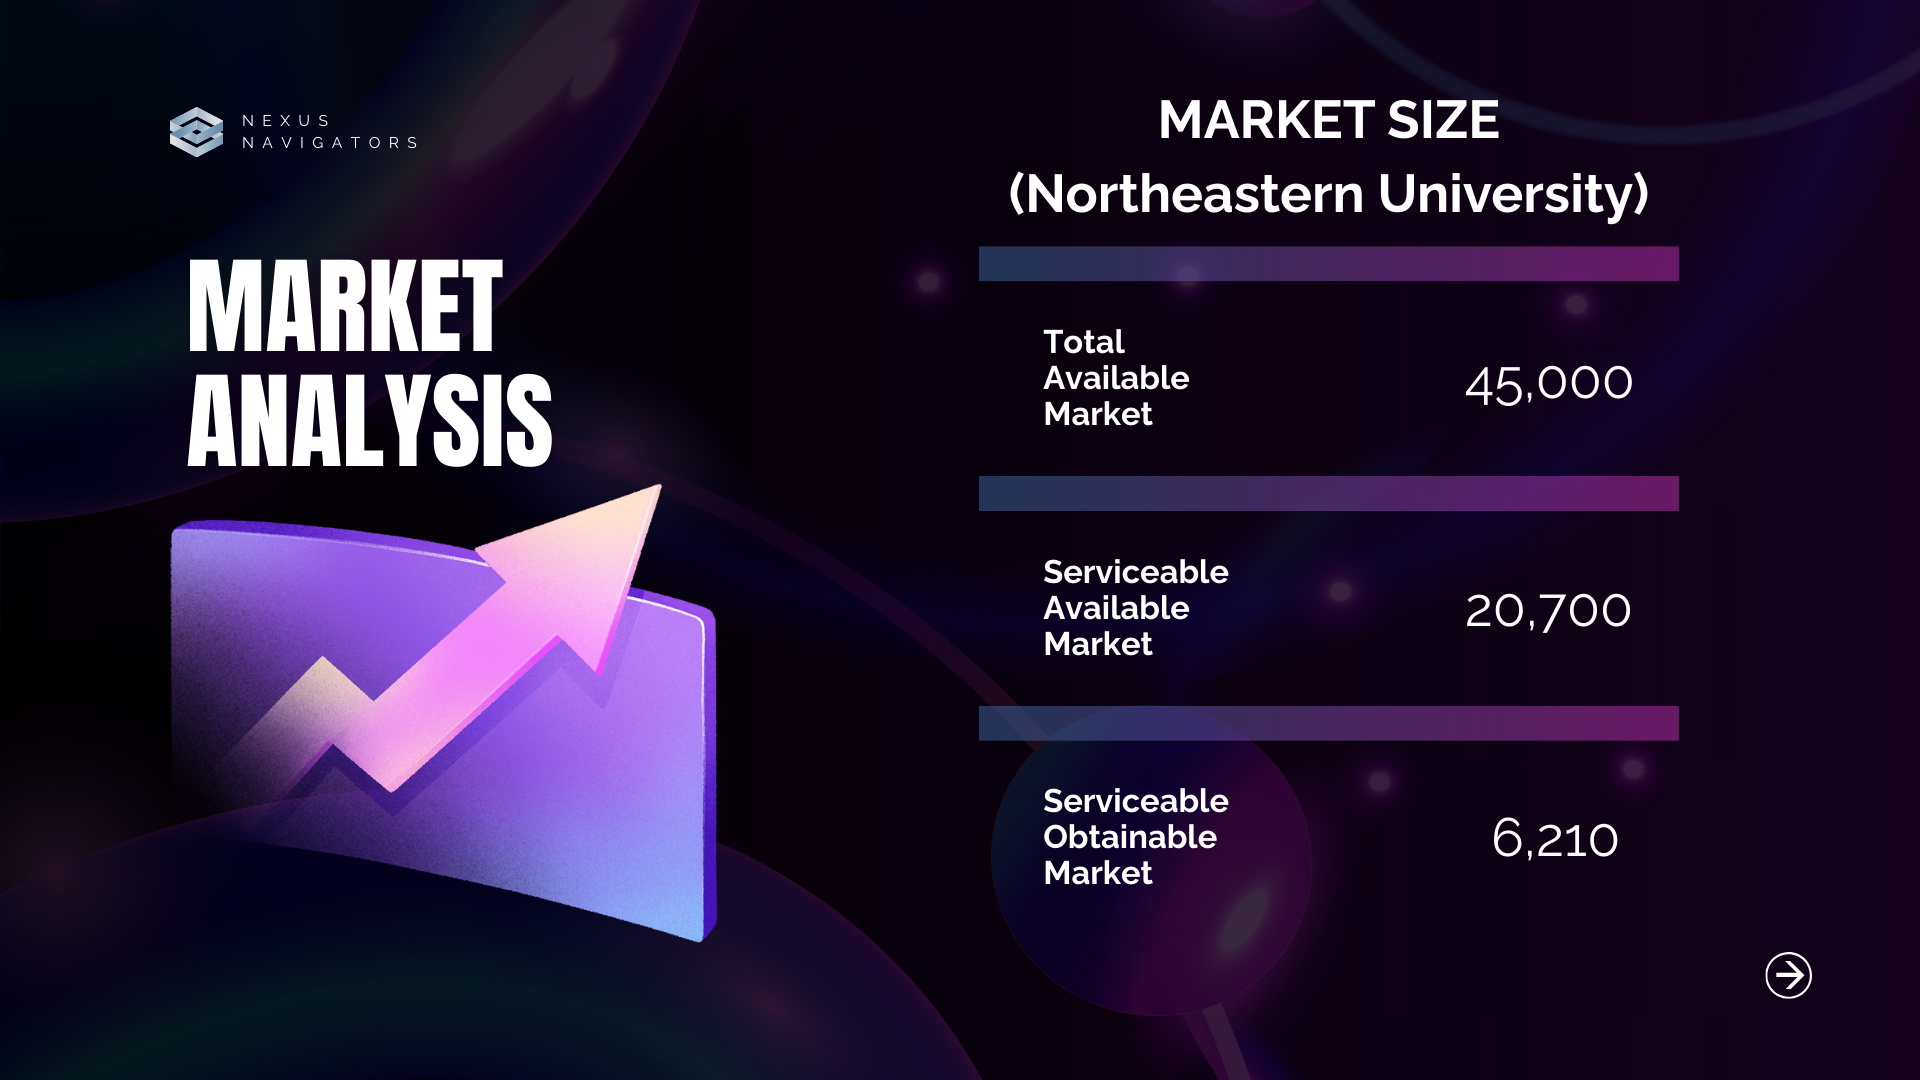 NEXUS
NAVIGATORS
MARKET
ANALYSIS
MARKET SIZE
(Northeastern University)
Total
Available
Market
45,000
Serviceable
Available
Market
20,700
Serviceable
Obtainable
Market
6,210